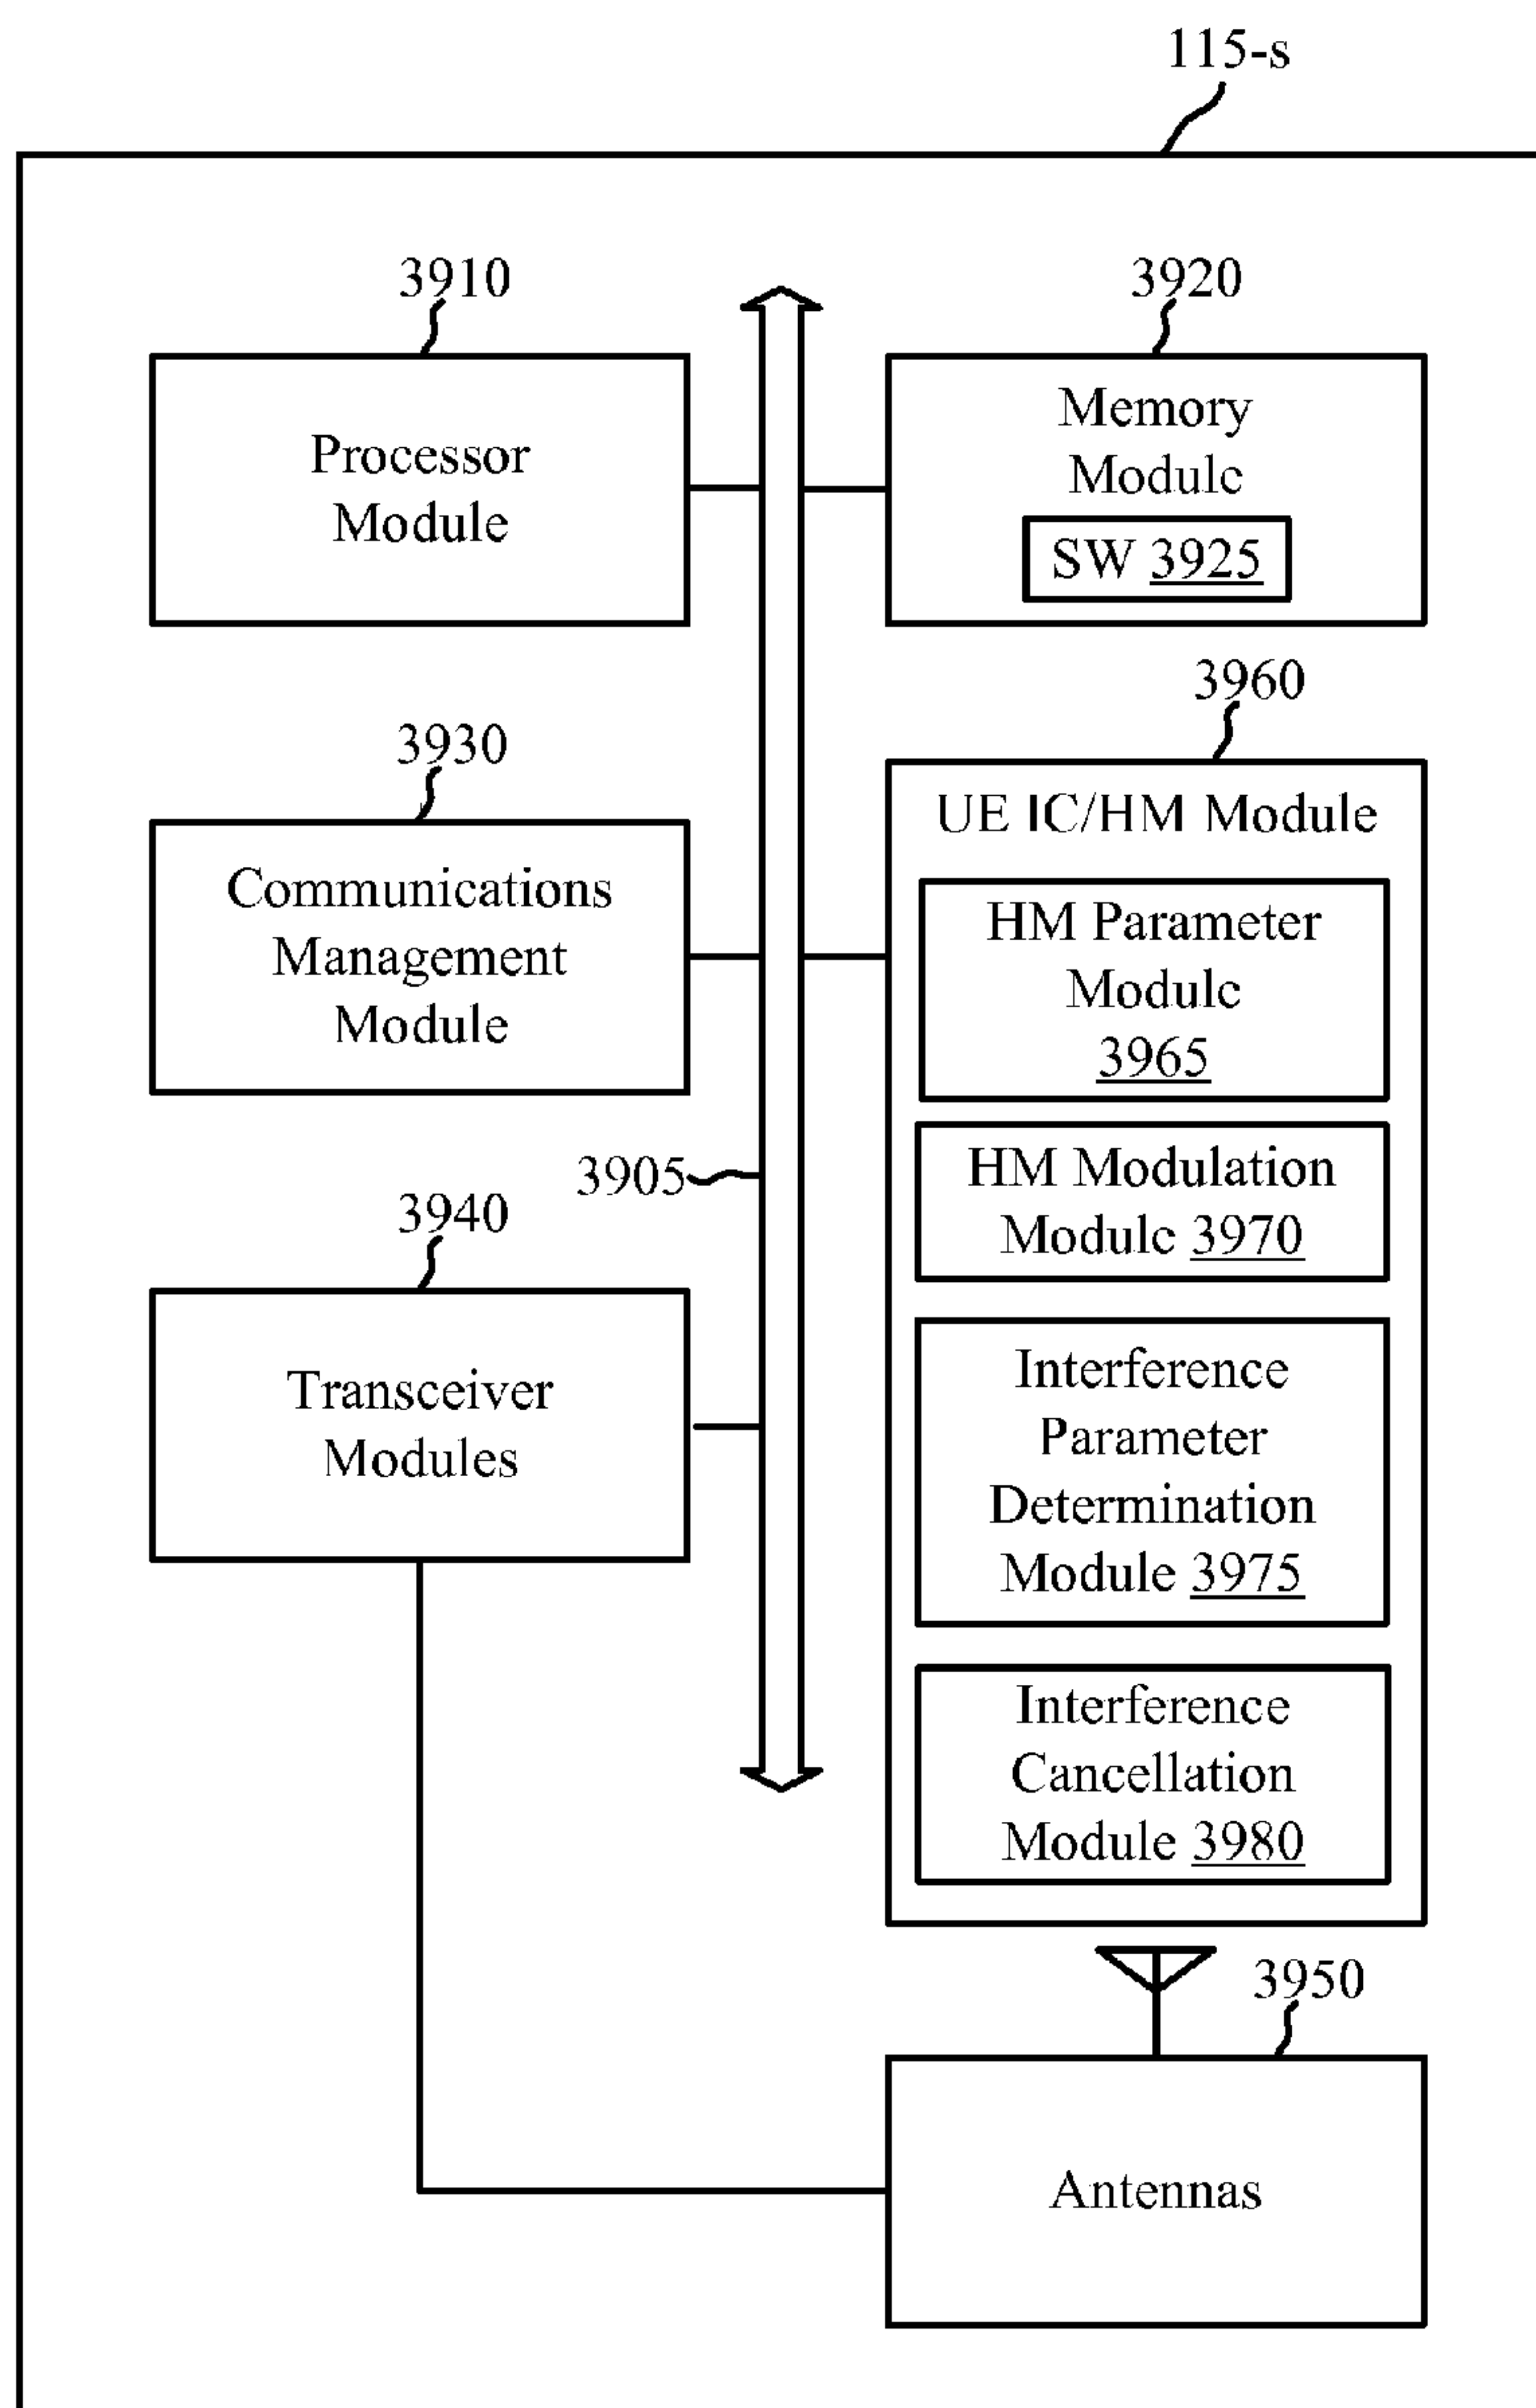 115-s
3910
3920
Processor
Module
Memory
Module
SW 3925
3960
3930
UE IC/HM Module
Communications
Management
Module
HM Parameter
Module
3965
HM Modulation
Module 3970
3905
3940
Transceiver
Modules
Interference
Parameter
Determination
Module 3975
Interference
Cancellation
Module 3980
3950
Antennas